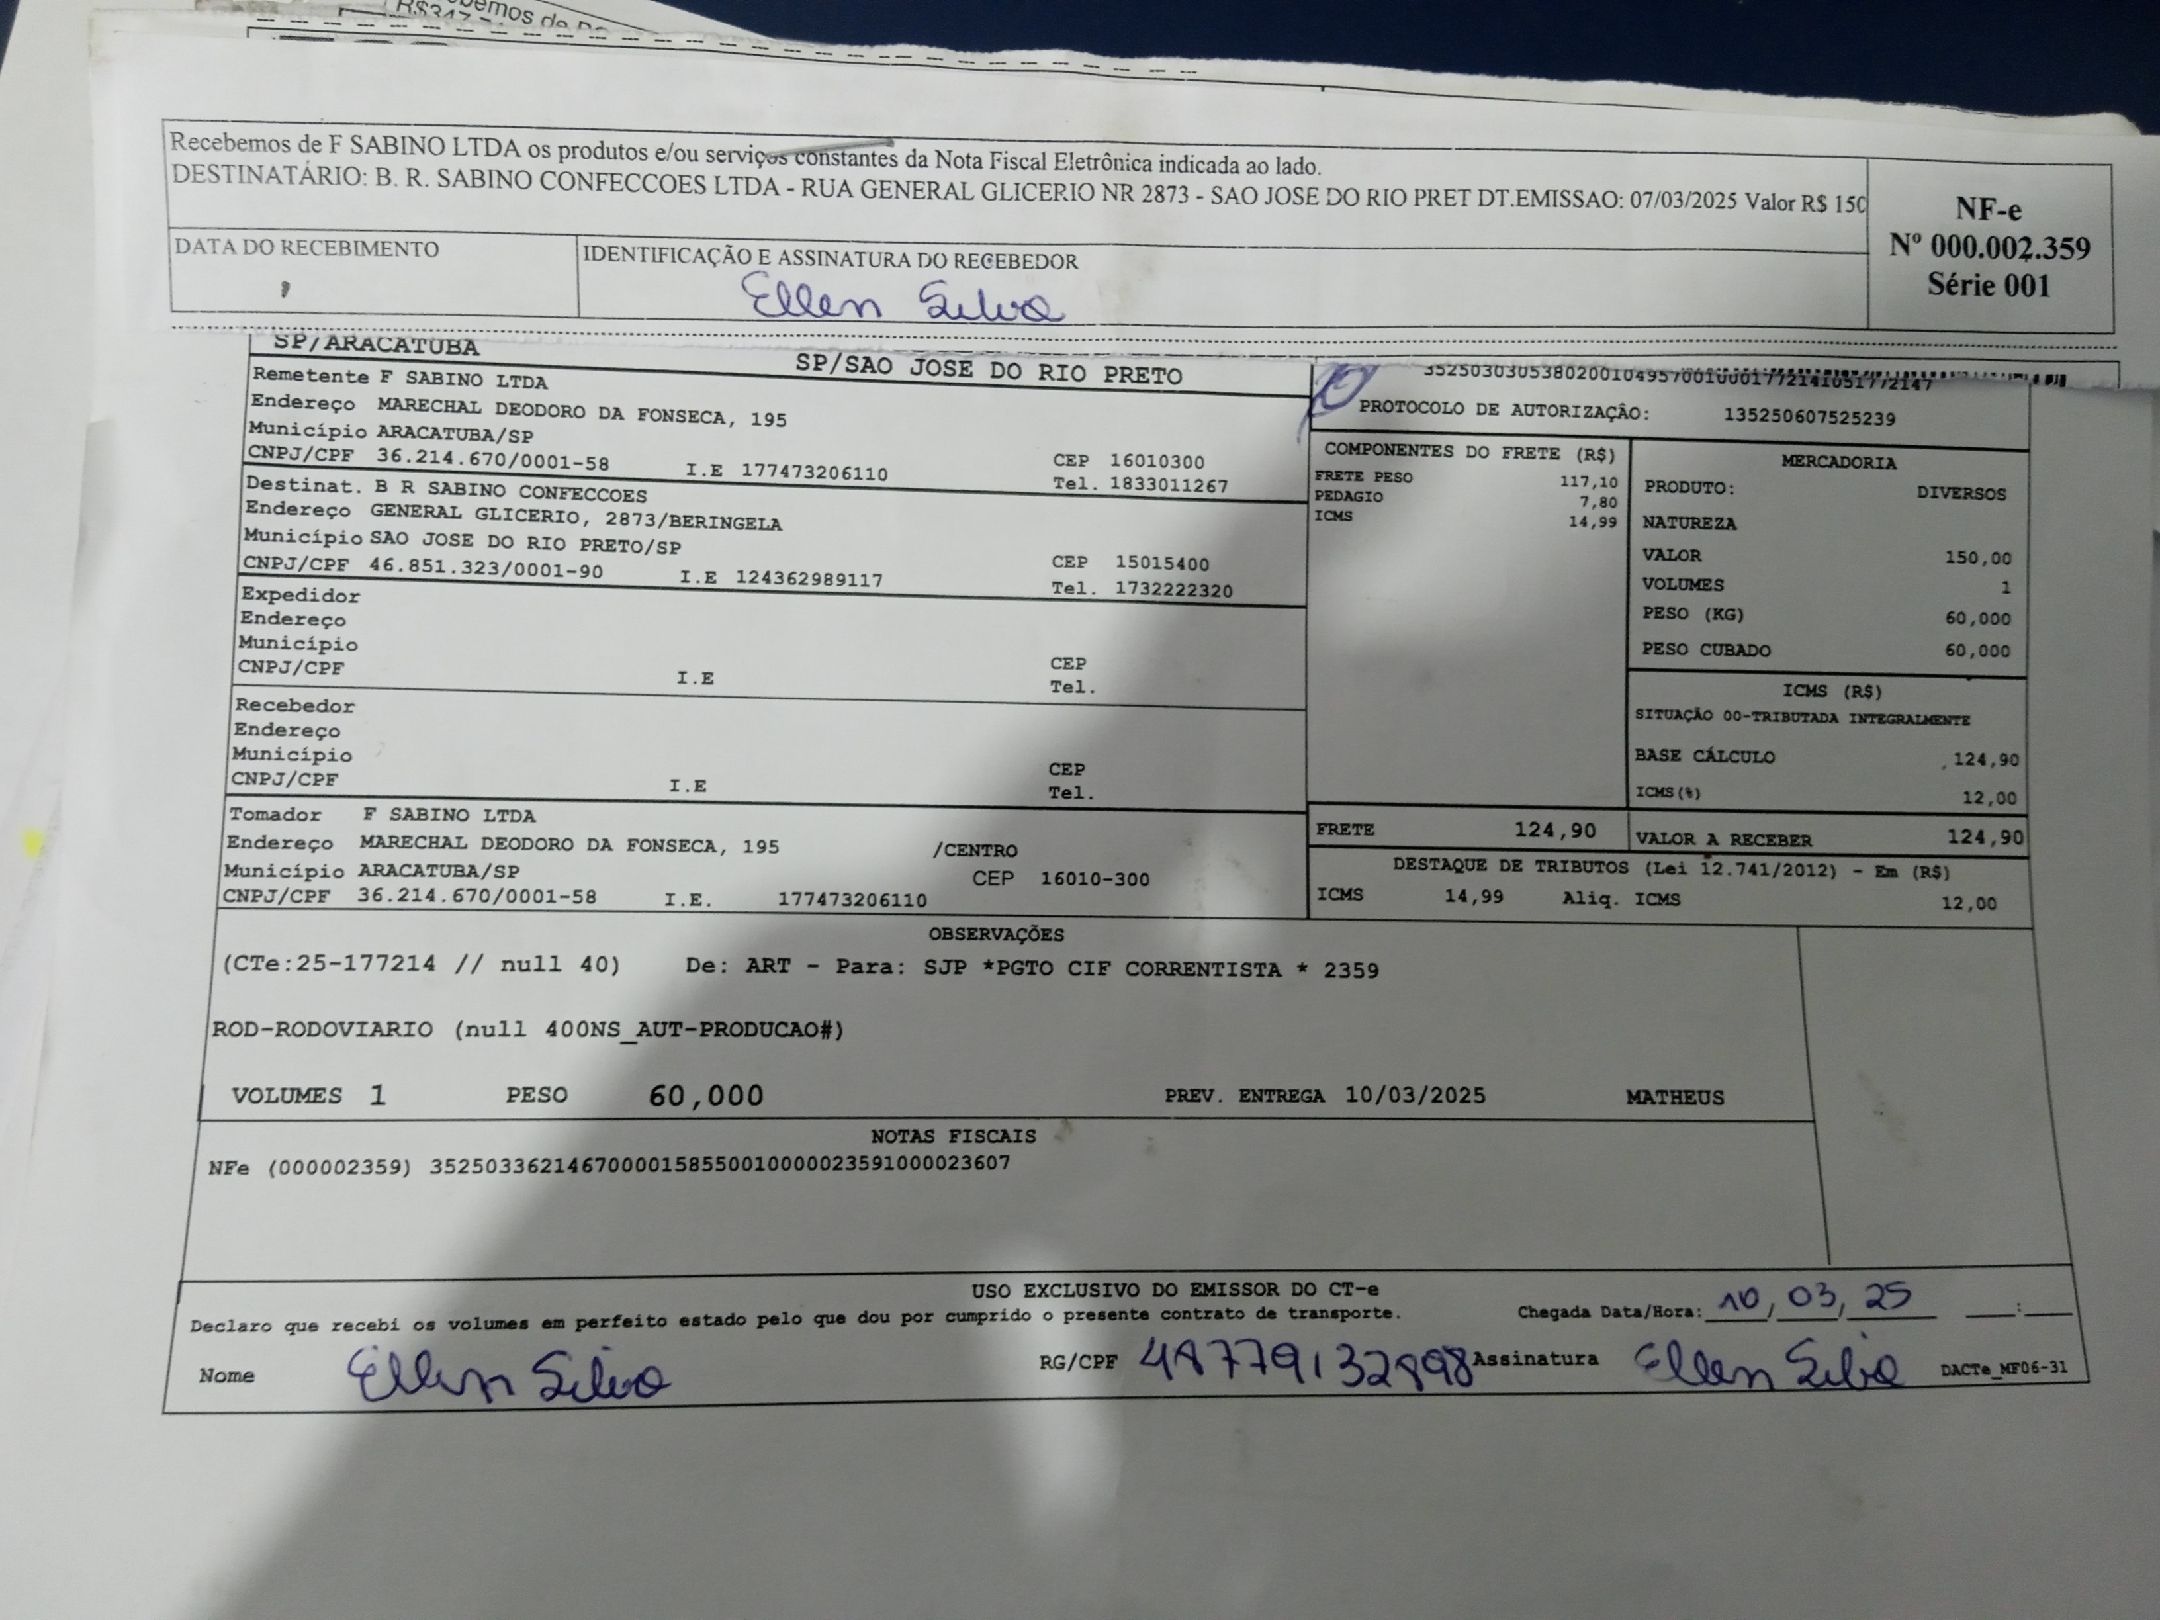 Recebemos de F SABINO LTDA os produtos e/ou serviços constantes da Nota Fiscal Eletrônica indicada ao lado.
DESTINATÁRIO: B. R. SABINO CONFECCOES LTDA - RUA GENERAL GLICERIO NR 2873 - SAO JOSE DO RIO PRET DT.EMISSAO: 07/03/2025 Valor R$ 150
NF-e
Nº 000.002.359
Série 001
DATA DO RECEBIMENTO
IDENTIFICAÇÃO E ASSINATURA DO RECEBEDOR
Ellen Silva
SP/ARACATUBA SP/SAO JOSE DO RIO PRETO
Remetente F SABINO LTDA
Endereço MARECHAL DEODORO DA FONSECA, 195
Município ARACATUBA/SP CEP 16010300
CNPJ/CPF 36.214.670/0001-58 I.E 177473206110 Tel. 1833011267
Destinat. B R SABINO CONFECCOES
Endereço GENERAL GLICERIO, 2873/BERINGELA
Município SAO JOSE DO RIO PRETO/SP CEP 15015400
CNPJ/CPF 46.851.323/0001-90 I.E 124362989117 Tel. 1732222320
Expedidor
Endereço
Município CEP
CNPJ/CPF I.E Tel.
Recebedor
Endereço
Município CEP
CNPJ/CPF I.E Tel.
Tomador F SABINO LTDA
Endereço MARECHAL DEODORO DA FONSECA, 195 /CENTRO
Município ARACATUBA/SP CEP 16010-300
CNPJ/CPF 36.214.670/0001-58 I.E. 177473206110
PROTOCOLO DE AUTORIZAÇÃO: 135250607525239
COMPONENTES DO FRETE (R$)
FRETE PESO 117,10
PEDAGIO 7,80
ICMS 14,99
MERCADORIA
PRODUTO: DIVERSOS
NATUREZA
VALOR 150,00
VOLUMES 1
PESO (KG) 60,000
PESO CUBADO 60,000
ICMS (R$)
SITUAÇÃO 00-TRIBUTADA INTEGRALMENTE
BASE CÁLCULO 124,90
ICMS(%) 12,00
FRETE 124,90 VALOR A RECEBER 124,90
DESTAQUE DE TRIBUTOS (Lei 12.741/2012) - Em (R$)
ICMS 14,99 Aliq. ICMS 12,00
OBSERVAÇÕES
(CTe:25-177214 // null 40) De: ART - Para: SJP *PGTO CIF CORRENTISTA * 2359
ROD-RODOVIARIO (null 400NS_AUT-PRODUCAO#)
VOLUMES 1 PESO 60,000 PREV. ENTREGA 10/03/2025 MATHEUS
NOTAS FISCAIS
NFe (000002359) 35250336214670000158550010000023591000023607
USO EXCLUSIVO DO EMISSOR DO CT-e
Declaro que recebi os volumes em perfeito estado pelo que dou por cumprido o presente contrato de transporte. Chegada Data/Hora: 10/03/25 __:__
Nome Ellen Silva RG/CPF 48779132898 Assinatura Ellen Silva DACTe_MF06-31